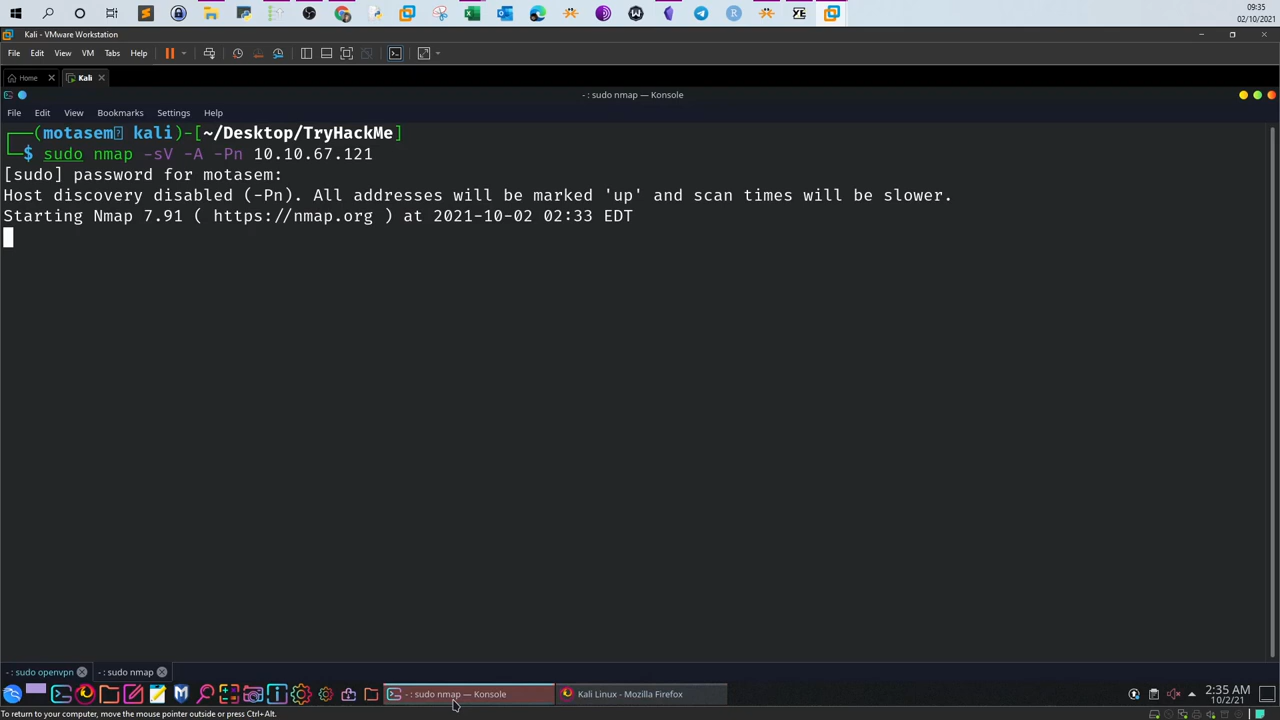 09:35
02/10/2021
Kali - VMware Workstation
File Edit View VM Tabs Help
Home Kali
- : sudo nmap — Konsole
File Edit View Bookmarks Settings Help
(motasem kali)-[~/Desktop/TryHackMe]
$ sudo nmap -sV -A -Pn 10.10.67.121
[sudo] password for motasem:
Host discovery disabled (-Pn). All addresses will be marked 'up' and scan times will be slower.
Starting Nmap 7.91 ( https://nmap.org ) at 2021-10-02 02:33 EDT
- : sudo openvpn - : sudo nmap
- : sudo nmap — Konsole Kali Linux - Mozilla Firefox 2:35 AM
10/2/21
To return to your computer, move the mouse pointer outside or press Ctrl+Alt.